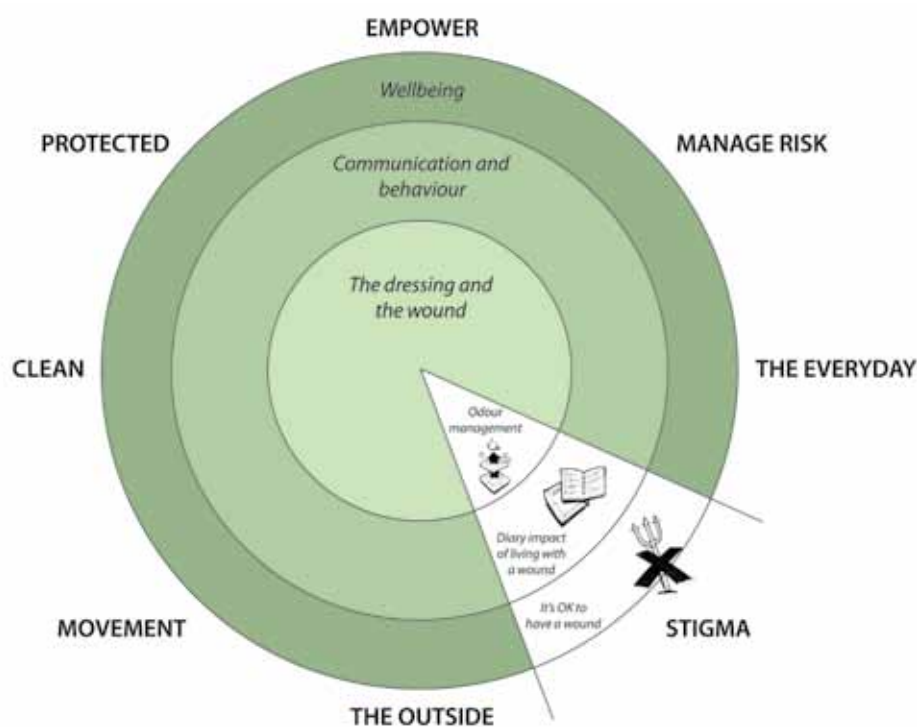 EMPOWER
Wellbeing
PROTECTED
MANAGE RISK
Communication and
behaviour
The dressing and
the wound
CLEAN
THE EVERYDAY
Odour
management
Diary impact
of living with
a wound
It's OK to
have a wound
MOVEMENT
STIGMA
THE OUTSIDE